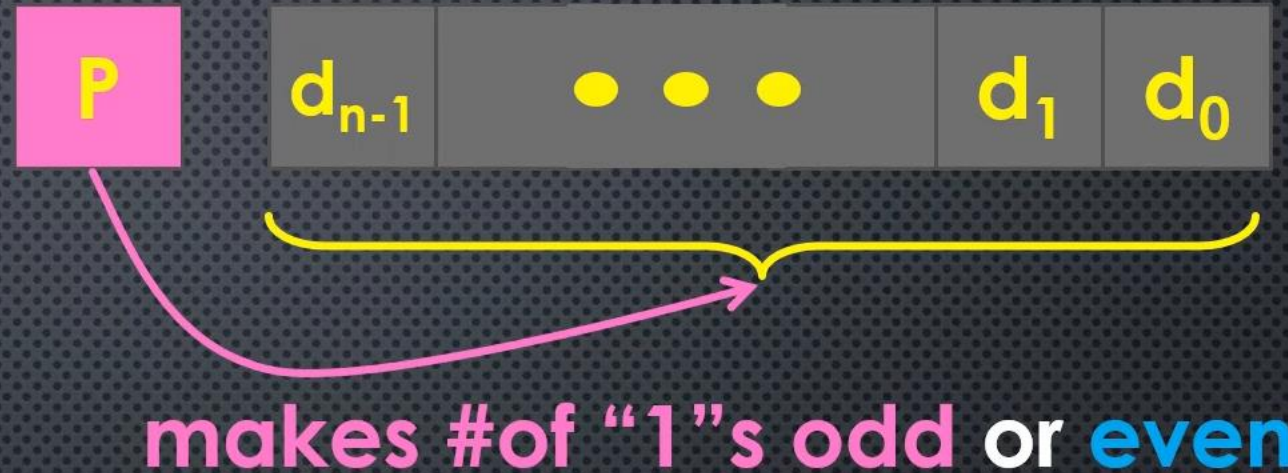 P dₙ₋₁ ● ● ● d₁ d₀
makes #of “1”s odd or even